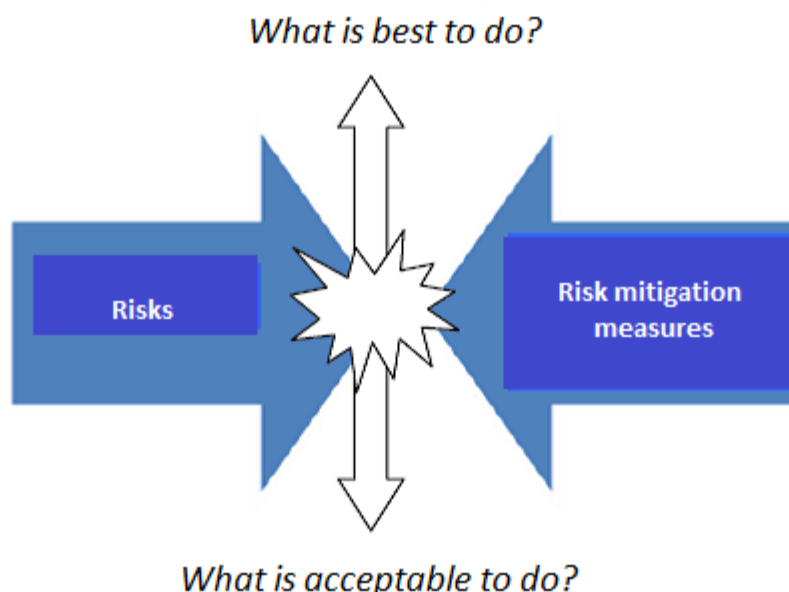 What is best to do?
Risks
Risk mitigation
measures
What is acceptable to do?